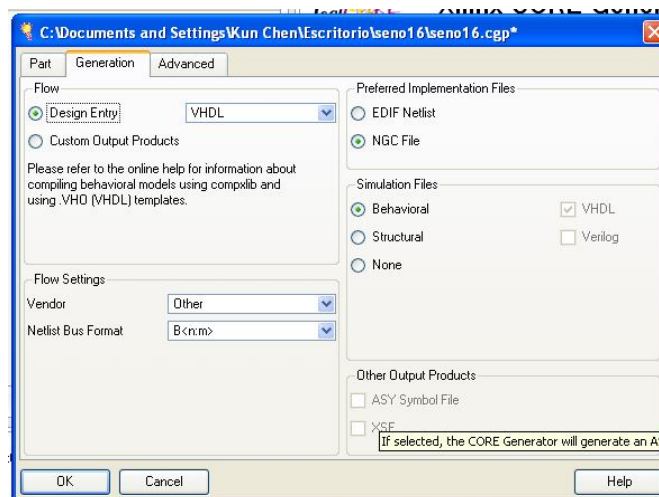 Xilinx CORE Gener
C:\Documents and Settings\Kun Chen\Escritorio\seno16\seno16.cgp*
Part Generation Advanced
Flow
Design Entry VHDL
Custom Output Products
Please refer to the online help for information about
compiling behavioral models using compxlib and
using .VHO (VHDL) templates.
Flow Settings
Vendor Other
Netlist Bus Format B<n:m>
Preferred Implementation Files
EDIF Netlist
NGC File
Simulation Files
Behavioral VHDL
Structural Verilog
None
Other Output Products
ASY Symbol File
XSF
If selected, the CORE Generator will generate an A
OK Cancel Help